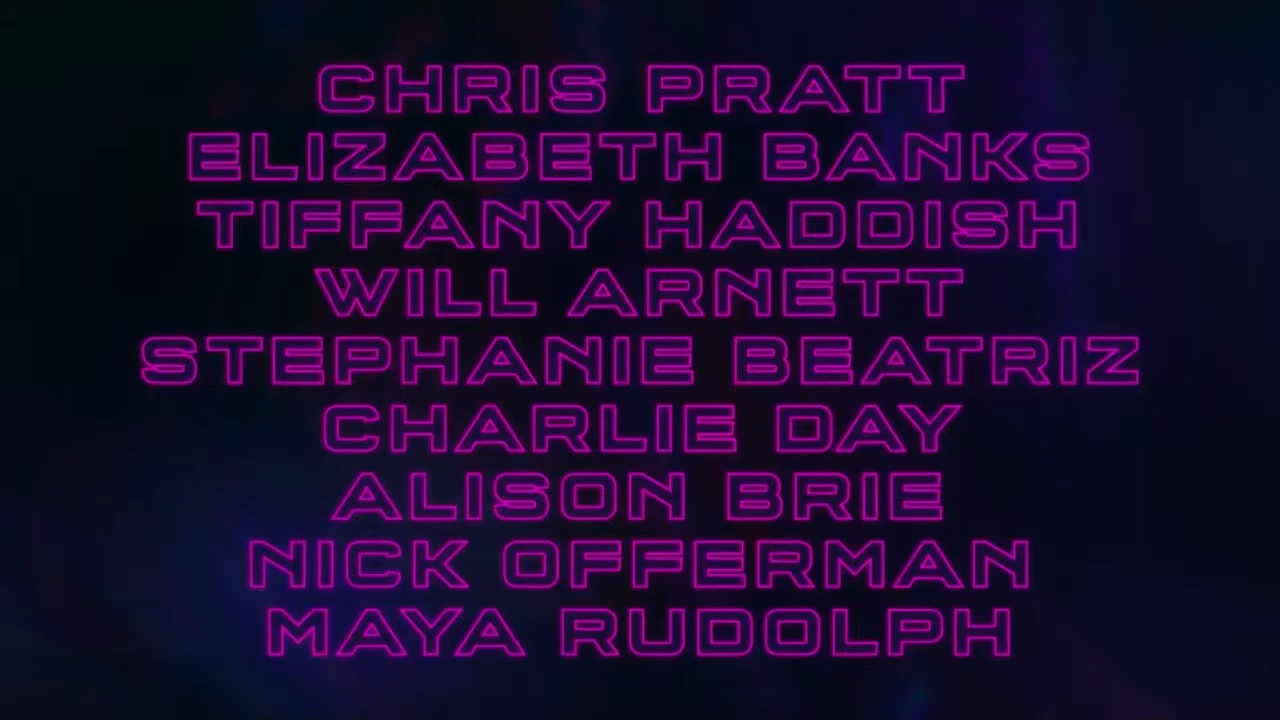 CHRIS PRATT
ELIZABETH BANKS
TIFFANY HADDISH
WILL ARNETT
STEPHANIE BEATRIZ
CHARLIE DAY
ALISON BRIE
NICK OFFERMAN
MAYA RUDOLPH